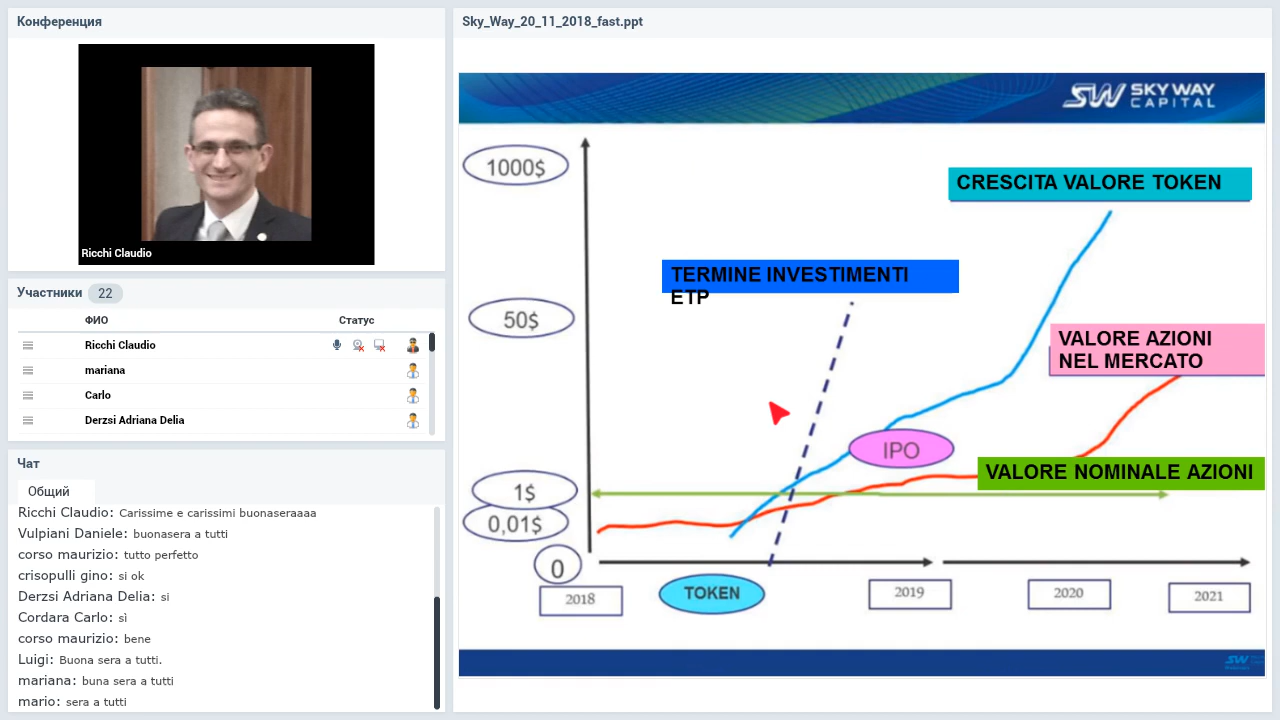 Конференция
Ricchi Claudio
Участники 22
ФИО Статус
Ricchi Claudio
mariana
Carlo
Derzsi Adriana Delia
Чат
Общий
Ricchi Claudio: Carissime e carissimi buonaseraaaa
Vulpiani Daniele: buonasera a tutti
corso maurizio: tutto perfetto
crisopulli gino: si ok
Derzsi Adriana Delia: si
Cordara Carlo: sì
corso maurizio: bene
Luigi: Buona sera a tutti.
mariana: buna sera a tutti
mario: sera a tutti
Sky_Way_20_11_2018_fast.ppt
SW SKY WAY
CAPITAL
1000$
CRESCITA VALORE TOKEN
TERMINE INVESTIMENTI
ETP
50$
VALORE AZIONI
NEL MERCATO
IPO
VALORE NOMINALE AZIONI
1$
0,01$
0
2018
TOKEN
2019
2020
2021
SW